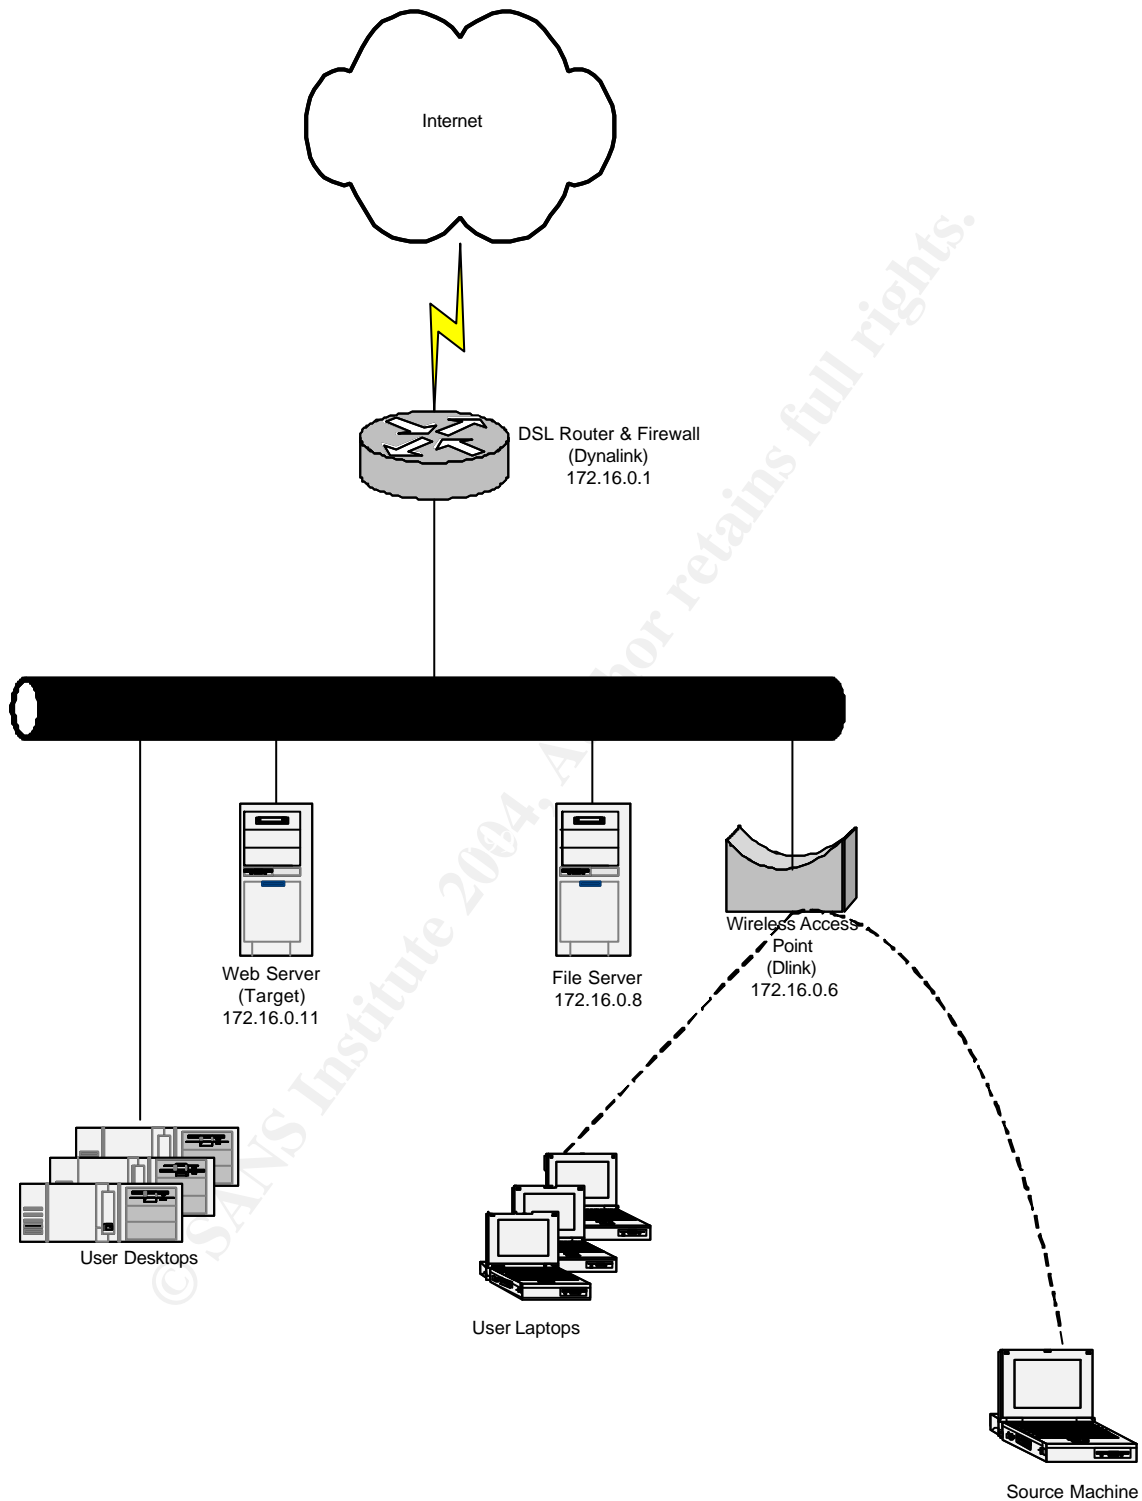 Internet
DSL Router & Firewall
(Dynalink)
172.16.0.1
Web Server
(Target)
172.16.0.11
File Server
172.16.0.8
Wireless Access
Point
(Dlink)
172.16.0.6
User Desktops
User Laptops
Source Machine
© SANS Institute 2004, Author retains full rights.